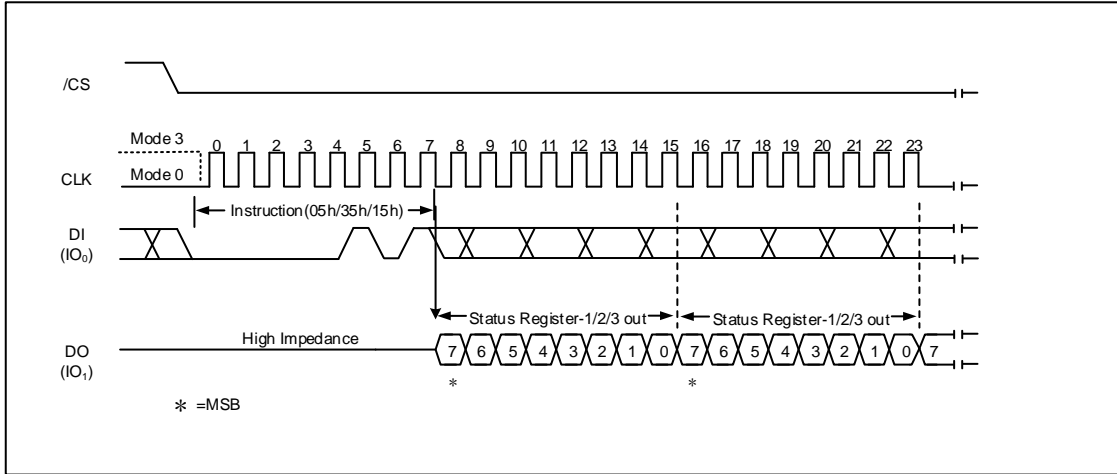 /CS
Mode 3
0 1 2 3 4 5 6 7 8 9 10 11 12 13 14 15 16 17 18 19 20 21 22 23
CLK
Mode 0
Instruction(05h/35h/15h)
DI
(IO₀)
Status Register-1/2/3 out Status Register-1/2/3 out
High Impedance
DO
(IO₁)
7 6 5 4 3 2 1 0 7 6 5 4 3 2 1 0 7
* *
* =MSB